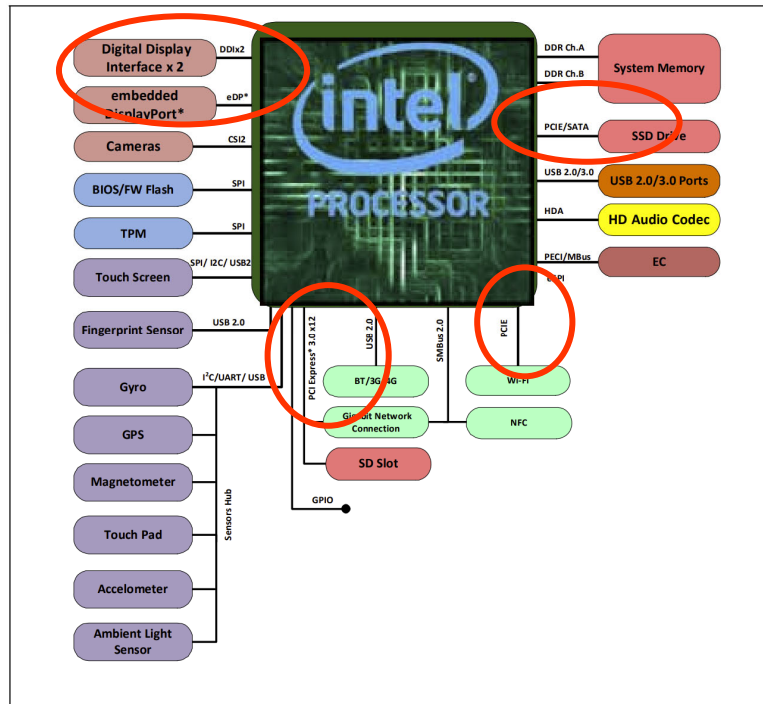 Digital Display
Interface x 2
DDIx2
embedded
DisplayPort*
eDP*
Cameras
CSI2
BIOS/FW Flash
SPI
TPM
SPI
Touch Screen
SPI/ I2C/ USB2
Fingerprint Sensor
USB 2.0
Gyro
I²C/UART/ USB
GPS
Magnetometer
Touch Pad
Accelometer
Ambient Light
Sensor
Sensors Hub
intel
PROCESSOR
DDR Ch.A
DDR Ch.B
System Memory
PCIE/SATA
SSD Drive
USB 2.0/3.0
USB 2.0/3.0 Ports
HDA
HD Audio Codec
PECI/MBus
EC
PCI Express* 3.0 x12
USB 2.0
SMBus 2.0
PCIE
BT/3G/4G
WI-FI
Gigabit Network
Connection
NFC
SD Slot
GPIO